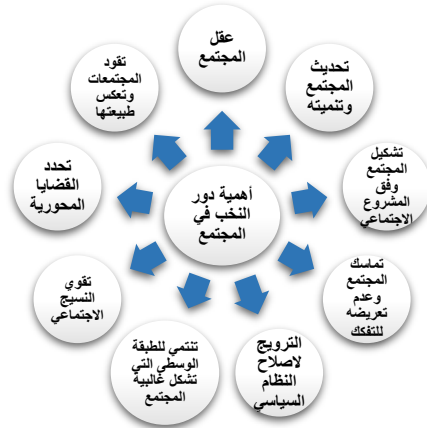 أهمية دور
النخب في
المجتمع
عقل
المجتمع
تحديث
المجتمع
وتنميته
تشكيل
المجتمع
وفق
المشروع
الاجتماعي
تماسك
المجتمع
وعدم
تعريضه
للتفكك
الترويج
لاصلاح
النظام
السياسي
تنتمي للطبقة
الوسطى التي
تشكل غالبية
المجتمع
تقوي
النسيج
الاجتماعي
تحدد
القضايا
المحورية
تقود
المجتمعات
وتعكس
طبيعتها